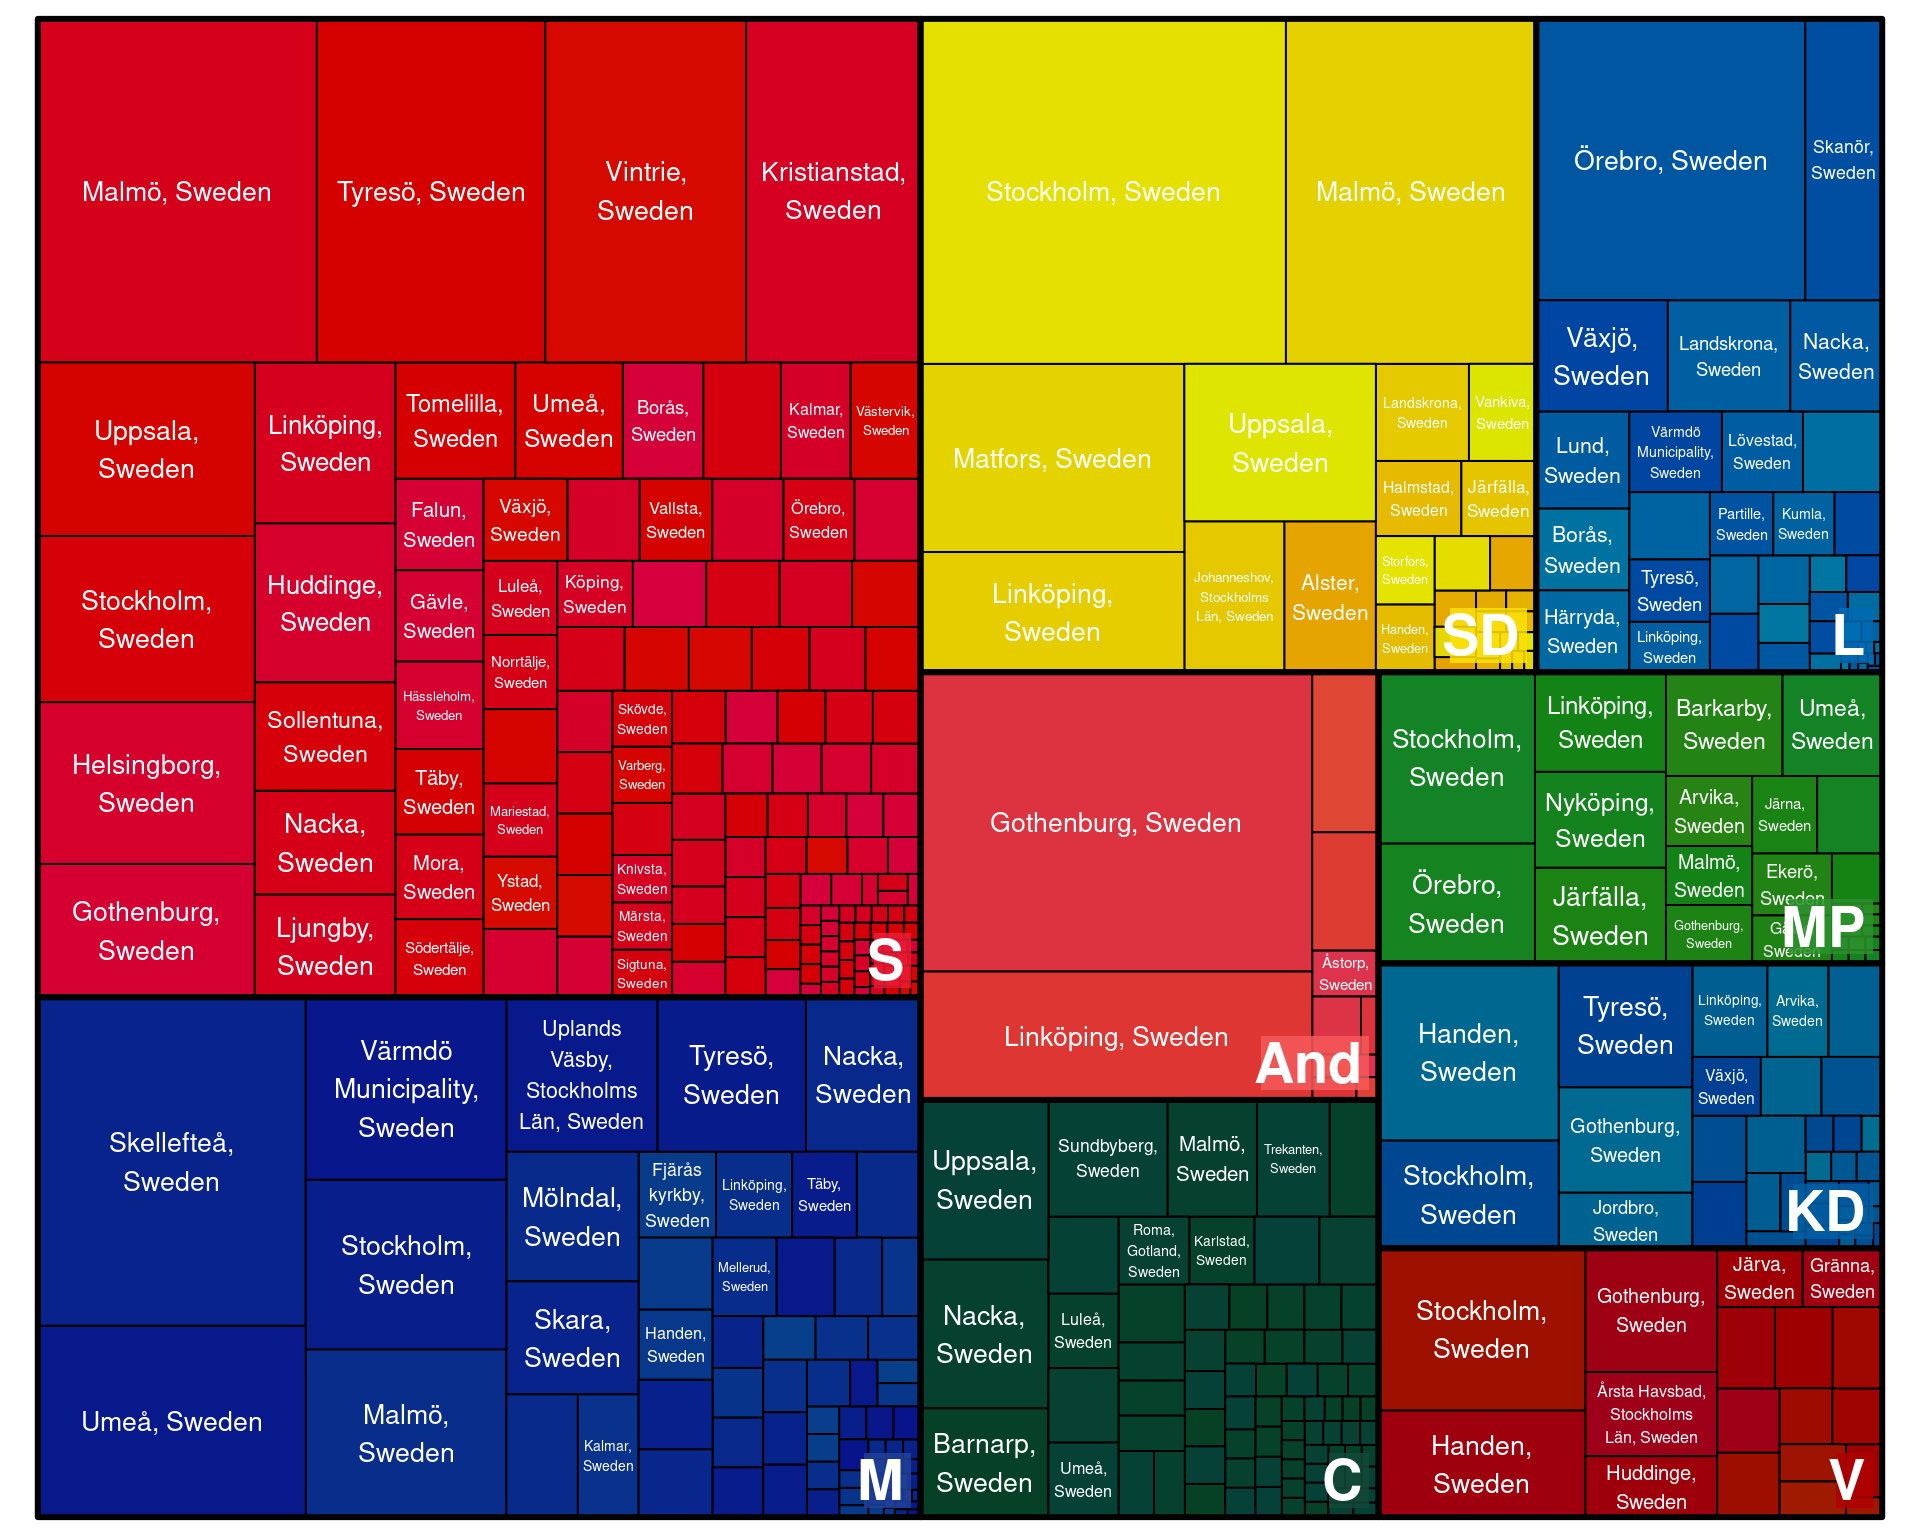 Malmö, Sweden
Tyresö, Sweden
Vintrie,
Sweden
Kristianstad,
Sweden
Uppsala,
Sweden
Stockholm,
Sweden
Helsingborg,
Sweden
Gothenburg,
Sweden
Linköping,
Sweden
Huddinge,
Sweden
Sollentuna,
Sweden
Nacka,
Sweden
Ljungby,
Sweden
Tomelilla,
Sweden
Umeå,
Sweden
Borås,
Sweden
Kalmar,
Sweden
Västervik,
Sweden
Falun,
Sweden
Gävle,
Sweden
Hässleholm,
Sweden
Täby,
Sweden
Mora,
Sweden
Södertälje,
Sweden
Växjö,
Sweden
Vallsta,
Sweden
Örebro,
Sweden
Luleå,
Sweden
Köping,
Sweden
Norrtälje,
Sweden
Mariestad,
Sweden
Ystad,
Sweden
Skövde,
Sweden
Varberg,
Sweden
Knivsta,
Sweden
Märsta,
Sweden
Sigtuna,
Sweden
S
Skellefteå,
Sweden
Umeå, Sweden
Värmdö
Municipality,
Sweden
Stockholm,
Sweden
Malmö,
Sweden
Uplands
Väsby,
Stockholms
Län, Sweden
Tyresö,
Sweden
Nacka,
Sweden
Mölndal,
Sweden
Skara,
Sweden
Kalmar,
Sweden
Fjärås
kyrkby,
Sweden
Linköping,
Sweden
Täby,
Sweden
Mellerud,
Sweden
Handen,
Sweden
M
Stockholm, Sweden
Malmö, Sweden
Matfors, Sweden
Linköping,
Sweden
Uppsala,
Sweden
Johanneshov,
Stockholms
Län, Sweden
Alster,
Sweden
Landskrona,
Sweden
Vankiva,
Sweden
Halmstad,
Sweden
Järfälla,
Sweden
Storfors,
Sweden
Handen,
Sweden
SD
Gothenburg, Sweden
Linköping, Sweden
Åstorp,
Sweden
And
Uppsala,
Sweden
Nacka,
Sweden
Barnarp,
Sweden
Sundbyberg,
Sweden
Malmö,
Sweden
Trekanten,
Sweden
Roma,
Gotland,
Sweden
Karlstad,
Sweden
Luleå,
Sweden
Umeå,
Sweden
C
Örebro, Sweden
Skanör,
Sweden
Växjö,
Sweden
Landskrona,
Sweden
Nacka,
Sweden
Lund,
Sweden
Borås,
Sweden
Härryda,
Sweden
Värmdö
Municipality,
Sweden
Lövestad,
Sweden
Partille,
Sweden
Kumla,
Sweden
Tyresö,
Sweden
Linköping,
Sweden
L
Stockholm,
Sweden
Örebro,
Sweden
Linköping,
Sweden
Nyköping,
Sweden
Järfälla,
Sweden
Barkarby,
Sweden
Umeå,
Sweden
Arvika,
Sweden
Järna,
Sweden
Malmö,
Sweden
Gothenburg,
Sweden
Ekerö,
Sweden
Sweden
MP
Handen,
Sweden
Stockholm,
Sweden
Tyresö,
Sweden
Gothenburg,
Sweden
Jordbro,
Sweden
Linköping,
Sweden
Arvika,
Sweden
Växjö,
Sweden
KD
Stockholm,
Sweden
Handen,
Sweden
Gothenburg,
Sweden
Årsta Havsbad,
Stockholms
Län, Sweden
Huddinge,
Sweden
Järva,
Sweden
Gränna,
Sweden
V